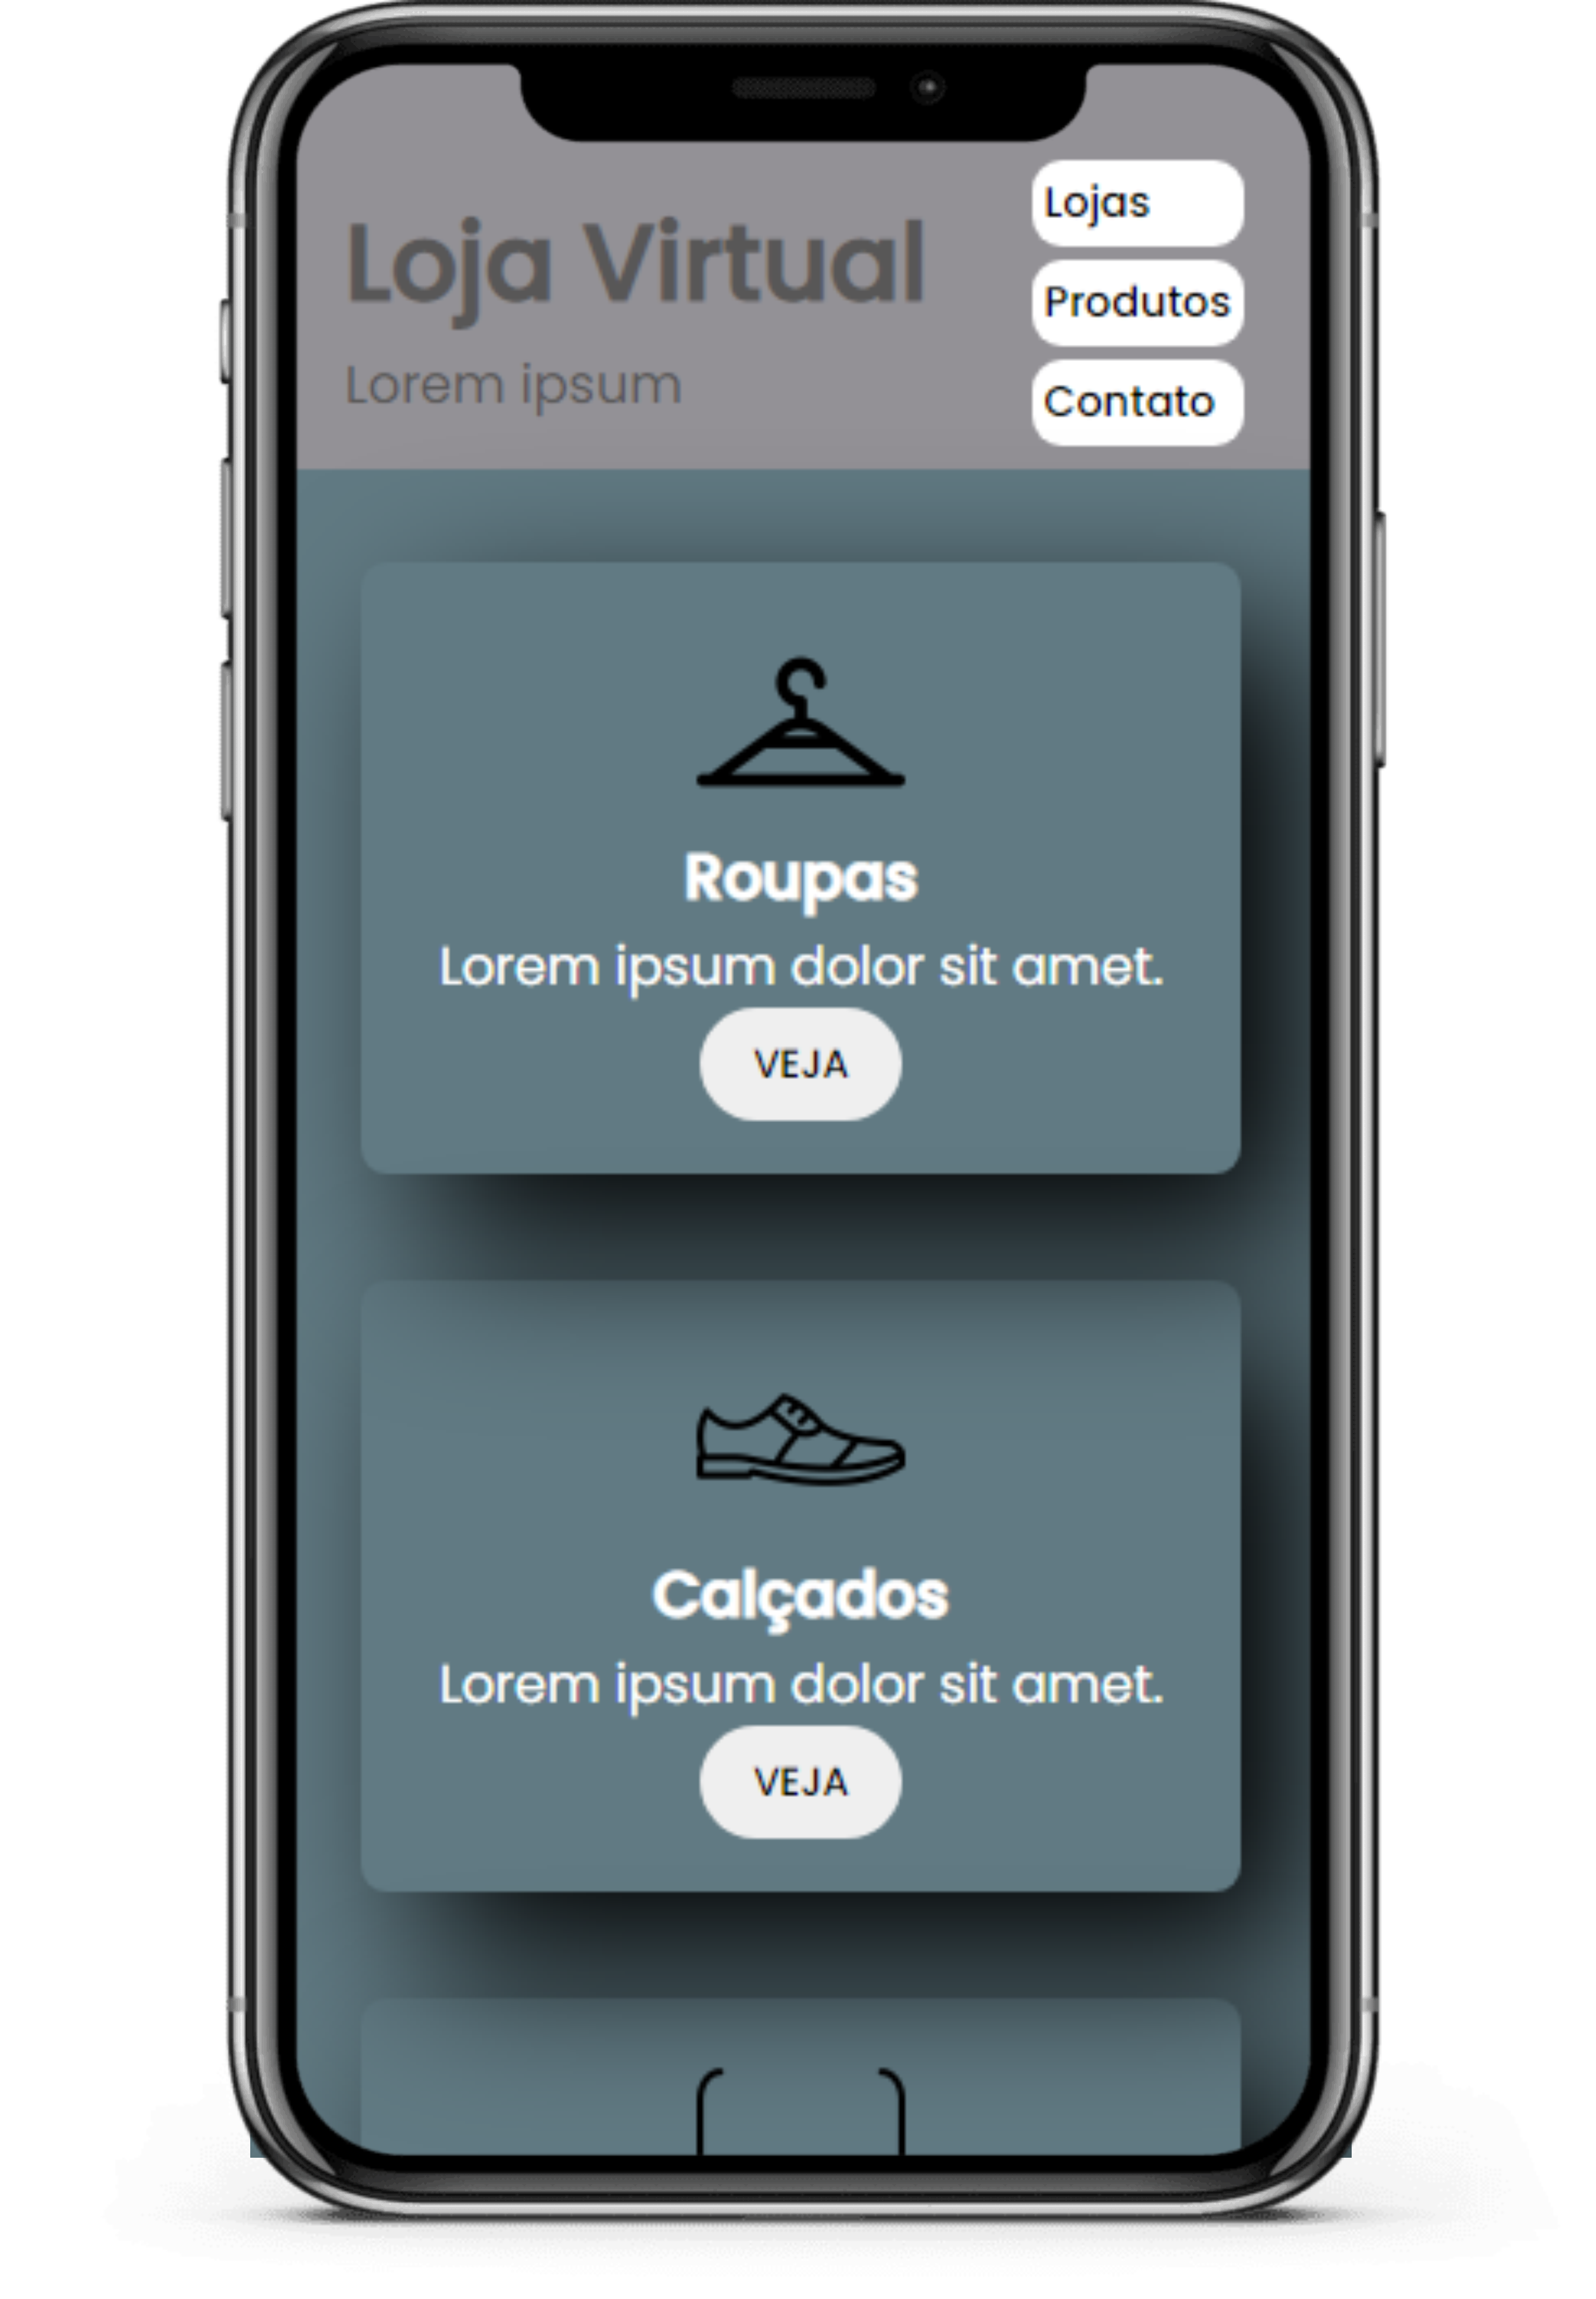 Loja Virtual
Lorem ipsum
Lojas
Produtos
Contato
Roupas
Lorem ipsum dolor sit amet.
VEJA
Calçados
Lorem ipsum dolor sit amet.
VEJA